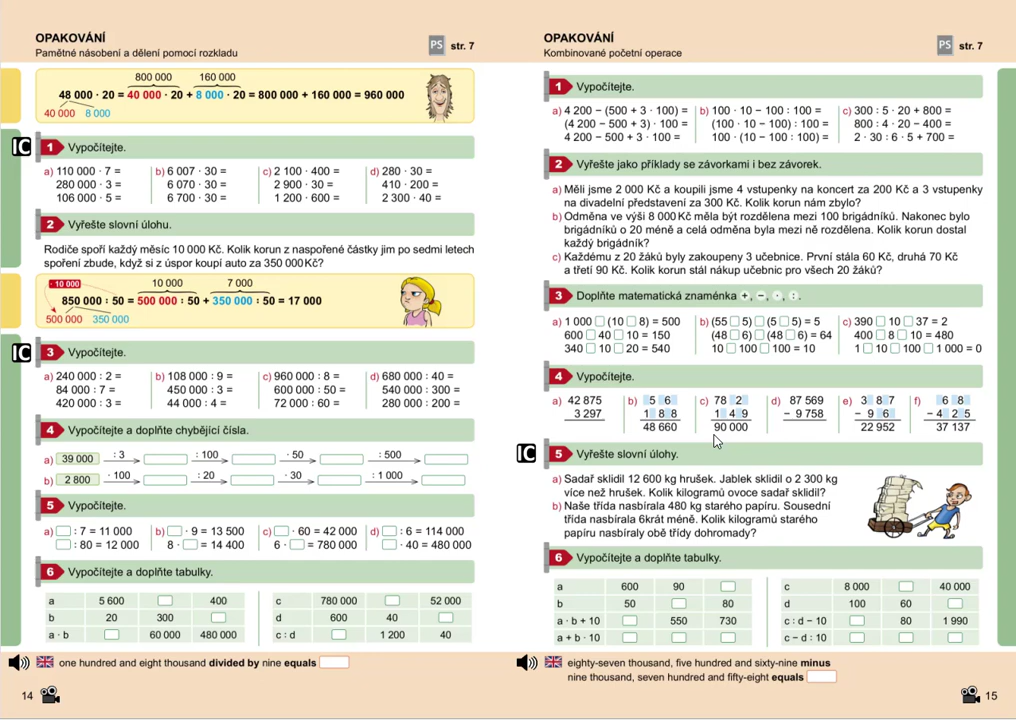 OPAKOVÁNÍ
Pamětné násobení a dělení pomocí rozkladu
PS str. 7
800 000 160 000
48 000 · 20 = 40 000 · 20 + 8 000 · 20 = 800 000 + 160 000 = 960 000
40 000 8 000
IC
1 Vypočítejte.
a) 110 000 · 7 = b) 6 007 · 30 = c) 2 100 · 400 = d) 280 · 30 =
280 000 · 3 = 6 070 · 30 = 2 900 · 30 = 410 · 200 =
106 000 · 5 = 6 700 · 30 = 1 200 · 600 = 2 300 · 40 =
2 Vyřešte slovní úlohu.
Rodiče spoří každý měsíc 10 000 Kč. Kolik korun z naspořené částky jim po sedmi letech
spoření zbude, když si z úspor koupí auto za 350 000 Kč?
· 10 000 10 000 7 000
850 000 : 50 = 500 000 : 50 + 350 000 : 50 = 17 000
500 000 350 000
IC
3 Vypočítejte.
a) 240 000 : 2 = b) 108 000 : 9 = c) 960 000 : 8 = d) 680 000 : 40 =
84 000 : 7 = 450 000 : 3 = 600 000 : 50 = 540 000 : 300 =
420 000 : 3 = 44 000 : 4 = 72 000 : 60 = 280 000 : 200 =
4 Vypočítejte a doplňte chybějící čísla.
a) 39 000 : 3 : 100 · 50 : 500
b) 2 800 · 100 : 20 · 30 : 1 000
5 Vypočítejte.
a) : 7 = 11 000 b) · 9 = 13 500 c) · 60 = 42 000 d) : 6 = 114 000
: 80 = 12 000 8 · = 14 400 6 · = 780 000 · 40 = 480 000
6 Vypočítejte a doplňte tabulky.
a 5 600 400 c 780 000 52 000
b 20 300 d 600 40
a · b 60 000 480 000 c : d 1 200 40
one hundred and eight thousand divided by nine equals
14
OPAKOVÁNÍ
Kombinované početní operace
PS str. 7
1 Vypočítejte.
a) 4 200 – (500 + 3 · 100) = b) 100 · 10 – 100 : 100 = c) 300 : 5 · 20 + 800 =
(4 200 – 500 + 3) · 100 = (100 · 10 – 100) : 100 = 800 : 4 · 20 – 400 =
4 200 – 500 + 3 · 100 = 100 · (10 – 100 : 100) = 2 · 30 : 6 · 5 + 700 =
2 Vyřešte jako příklady se závorkami i bez závorek.
a) Měli jsme 2 000 Kč a koupili jsme 4 vstupenky na koncert za 200 Kč a 3 vstupenky
na divadelní představení za 300 Kč. Kolik korun nám zbylo?
b) Odměna ve výši 8 000 Kč měla být rozdělena mezi 100 brigádníků. Nakonec bylo
brigádníků o 20 méně a celá odměna byla mezi ně rozdělena. Kolik korun dostal
každý brigádník?
c) Každému z 20 žáků byly zakoupeny 3 učebnice. První stála 60 Kč, druhá 70 Kč
a třetí 90 Kč. Kolik korun stál nákup učebnic pro všech 20 žáků?
3 Doplňte matematická znaménka +, –, ·, :.
a) 1 000 (10 8) = 500 b) (55 5) (5 5) = 5 c) 390 10 37 = 2
600 40 10 = 150 (48 6) (48 6) = 64 400 8 10 = 480
340 10 20 = 540 10 100 100 = 10 1 10 100 1 000 = 0
4 Vypočítejte.
a) 42 875 b) 5 6 c) 78 2 d) 87 569 e) 3 8 7 f) 6 8
3 297 1 8 8 1 4 9 – 9 758 – 9 6 – 4 2 5
48 660 90 000 22 952 37 137
IC
5 Vyřešte slovní úlohy.
a) Sadař sklidil 12 600 kg hrušek. Jablek sklidil o 2 300 kg
více než hrušek. Kolik kilogramů ovoce sadař sklidil?
b) Naše třída nasbírala 480 kg starého papíru. Sousední
třída nasbírala 6krát méně. Kolik kilogramů starého
papíru nasbíraly obě třídy dohromady?
6 Vypočítejte a doplňte tabulky.
a 600 90 c 8 000 40 000
b 50 80 d 100 60
a · b + 10 550 730 c : d – 10 80 1 990
a + b · 10 c – d : 10
eighty-seven thousand, five hundred and sixty-nine minus
nine thousand, seven hundred and fifty-eight equals
15